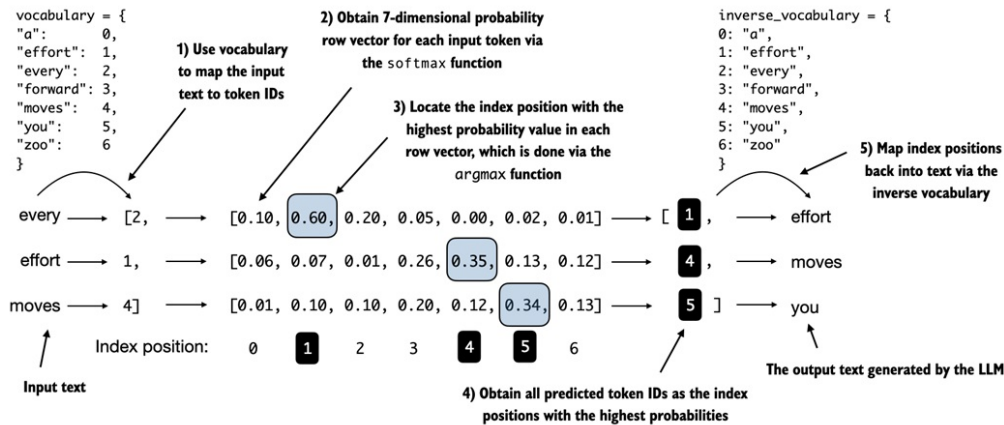 vocabulary = {
"a": 0,
"effort": 1,
"every": 2,
"forward": 3,
"moves": 4,
"you": 5,
"zoo": 6
}
1) Use vocabulary
to map the input
text to token IDs
2) Obtain 7-dimensional probability
row vector for each input token via
the softmax function
3) Locate the index position with the
highest probability value in each
row vector, which is done via the
argmax function
inverse_vocabulary = {
0: "a",
1: "effort",
2: "every",
3: "forward",
4: "moves",
5: "you",
6: "zoo"
}
5) Map index positions
back into text via the
inverse vocabulary
every [2, [0.10, 0.60, 0.20, 0.05, 0.00, 0.02, 0.01] [ 1 , effort
effort 1, [0.06, 0.07, 0.01, 0.26, 0.35, 0.13, 0.12] 4 , moves
moves 4] [0.01, 0.10, 0.10, 0.20, 0.12, 0.34, 0.13] 5 ] you
Index position: 0 1 2 3 4 5 6
Input text
4) Obtain all predicted token IDs as the index
positions with the highest probabilities
The output text generated by the LLM